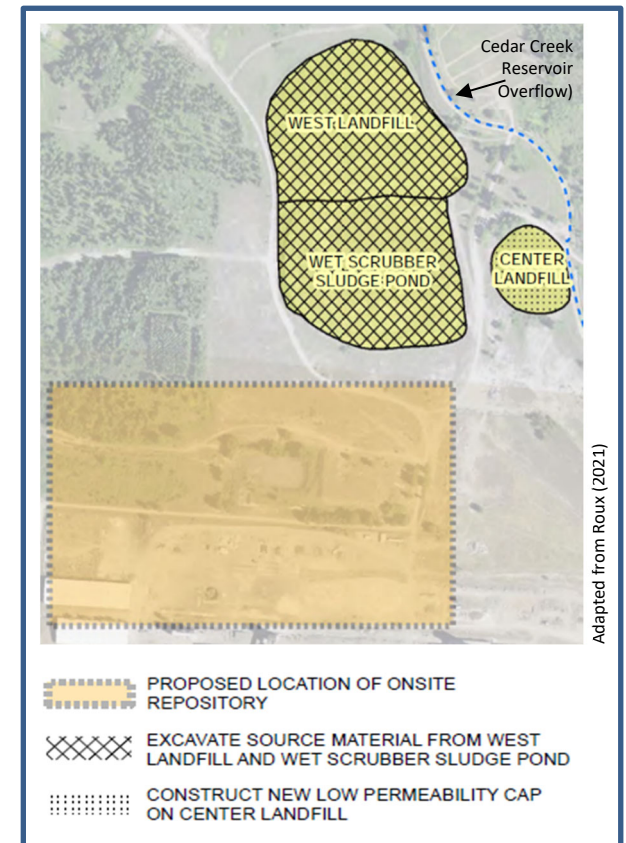 Cedar Creek
Reservoir
Overflow)
WEST LANDFILL
WET SCRUBBER
SLUDGE POND
CENTER
LANDFILL
Adapted from Roux (2021)
PROPOSED LOCATION OF ONSITE
REPOSITORY
EXCAVATE SOURCE MATERIAL FROM WEST
LANDFILL AND WET SCRUBBER SLUDGE POND
CONSTRUCT NEW LOW PERMEABILITY CAP
ON CENTER LANDFILL